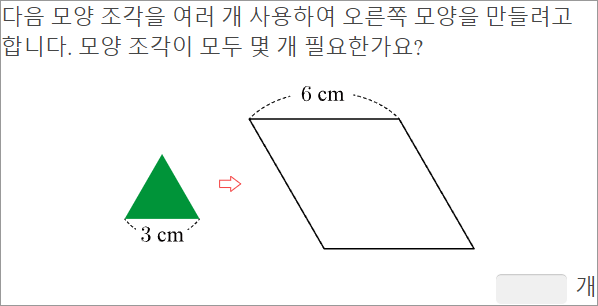 다음 모양 조각을 여러 개 사용하여 오른쪽 모양을 만들려고
합니다. 모양 조각이 모두 몇 개 필요한가요?
6 cm
3 cm
개